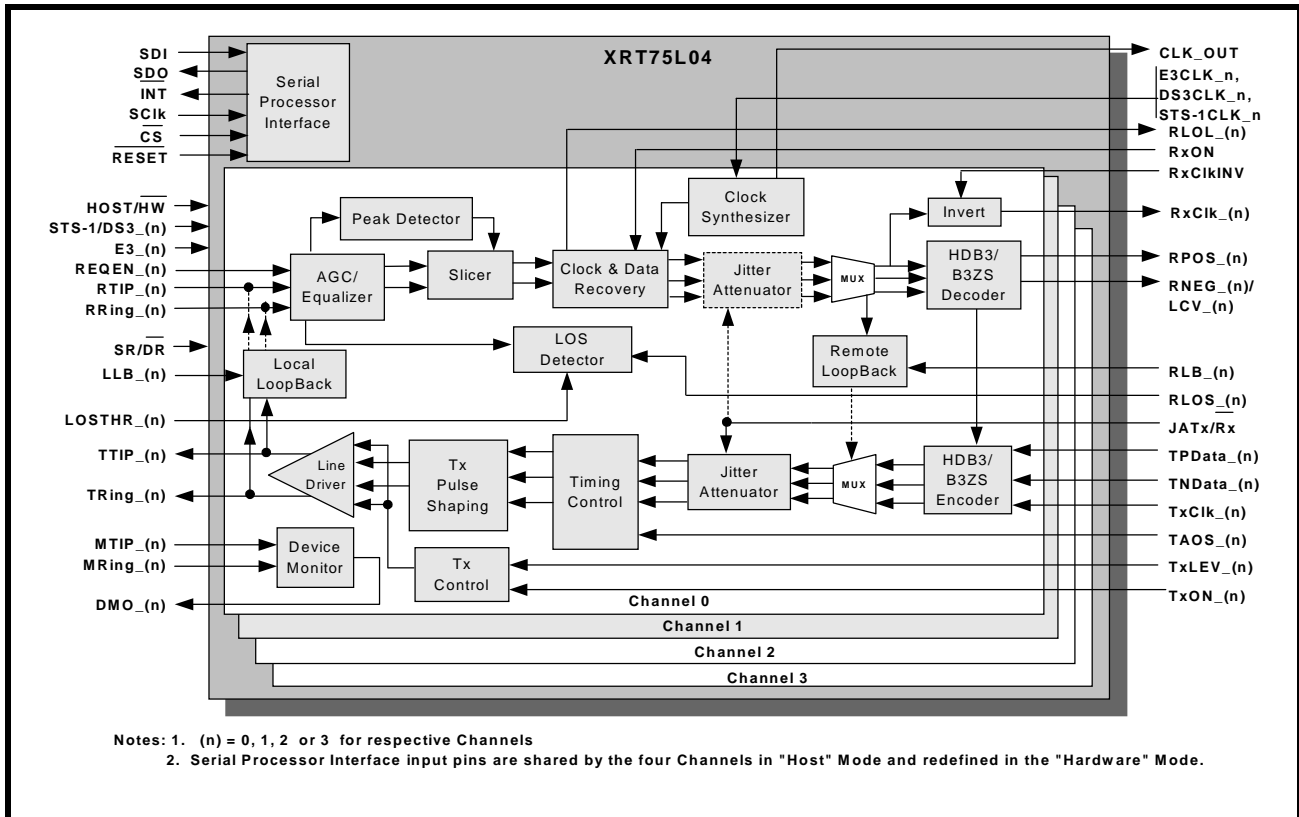 XRT75L04
SDI
SDO
INT
SClk
CS
RESET
Serial
Processor
Interface
CLK_OUT
E3CLK_n,
DS3CLK_n,
STS-1CLK_n
RLOL_(n)
RxON
RxClkINV
HOST/HW
STS-1/DS3_(n)
E3_(n)
REQEN_(n)
RTIP_(n)
RRing_(n)
SR/DR
LLB_(n)
LOSTHR_(n)
TTIP_(n)
TRing_(n)
MTIP_(n)
MRing_(n)
DMO_(n)
Peak Detector
AGC/
Equalizer
Slicer
Clock & Data
Recovery
Clock
Synthesizer
Jitter
Attenuator
MUX
Invert
HDB3/
B3ZS
Decoder
RxClk_(n)
RPOS_(n)
RNEG_(n)/
LCV_(n)
LOS
Detector
Local
LoopBack
Remote
LoopBack
RLB_(n)
RLOS_(n)
JATx/Rx
Line
Driver
Tx
Pulse
Shaping
Timing
Control
Jitter
Attenuator
MUX
HDB3/
B3ZS
Encoder
TPData_(n)
TNData_(n)
TxClk_(n)
TAOS_(n)
TxLEV_(n)
TxON_(n)
Device
Monitor
Tx
Control
Channel 0
Channel 1
Channel 2
Channel 3
Notes: 1. (n) = 0, 1, 2 or 3 for respective Channels
2. Serial Processor Interface input pins are shared by the four Channels in "Host" Mode and redefined in the "Hardware" Mode.